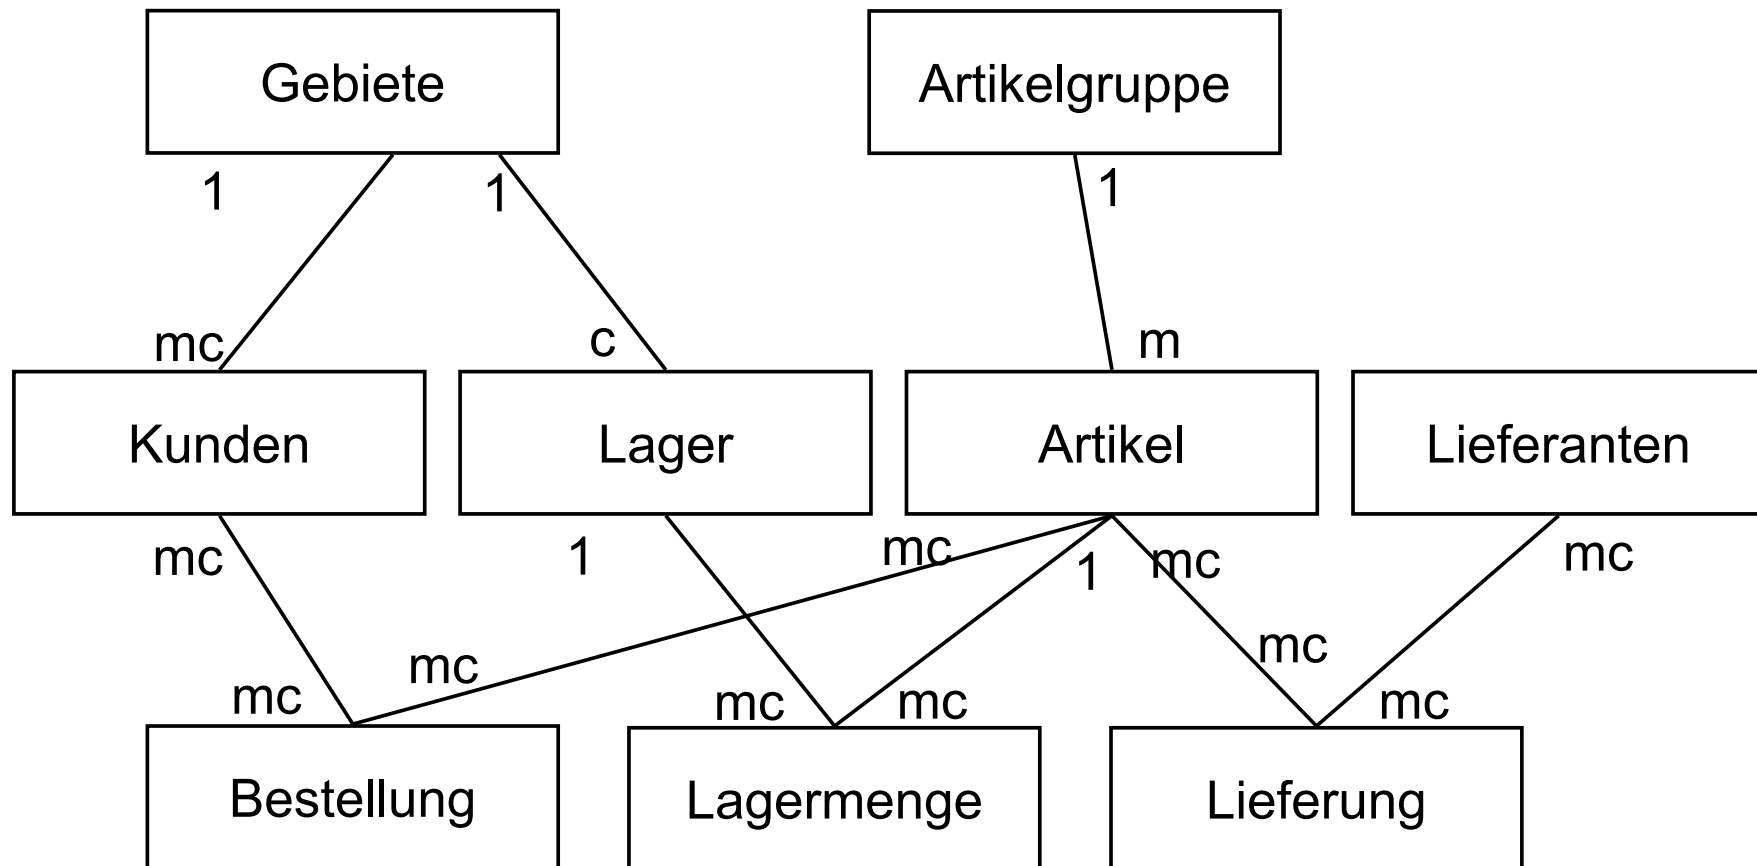 Gebiete
Artikelgruppe
1
1
1
mc
c
m
Kunden
Lager
Artikel
Lieferanten
mc
1
mc
1
mc
mc
mc
mc
mc
mc
mc
mc
Bestellung
Lagermenge
Lieferung